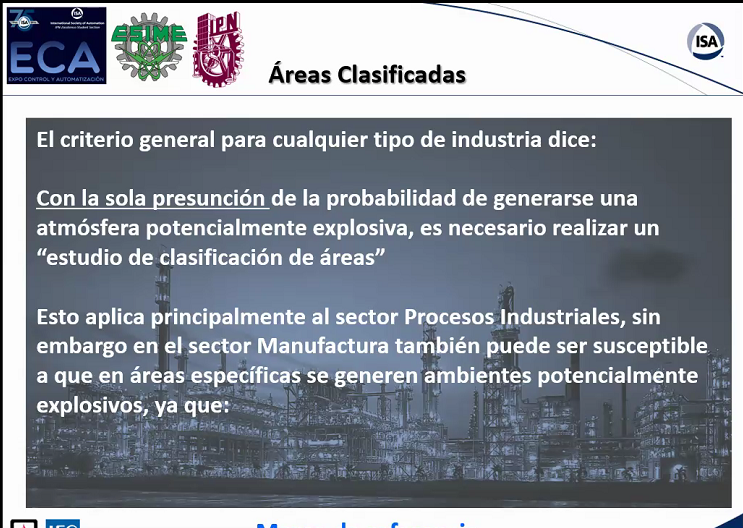 ISA
International Society of Automation
ECA
EXPO CONTROL Y AUTOMATIZACIÓN
ESIME
IPN
ISA
Áreas Clasificadas
El criterio general para cualquier tipo de industria dice:
Con la sola presunción de la probabilidad de generarse una
atmósfera potencialmente explosiva, es necesario realizar un
“estudio de clasificación de áreas”
Esto aplica principalmente al sector Procesos Industriales, sin
embargo en el sector Manufactura también puede ser susceptible
a que en áreas específicas se generen ambientes potencialmente
explosivos, ya que: